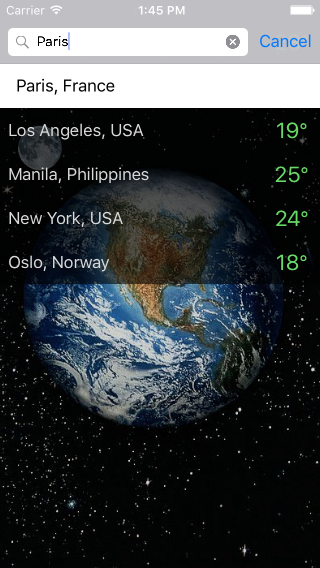 Carrier 1:45 PM
Paris Cancel
Paris, France
Los Angeles, USA 19°
Manila, Philippines 25°
New York, USA 24°
Oslo, Norway 18°